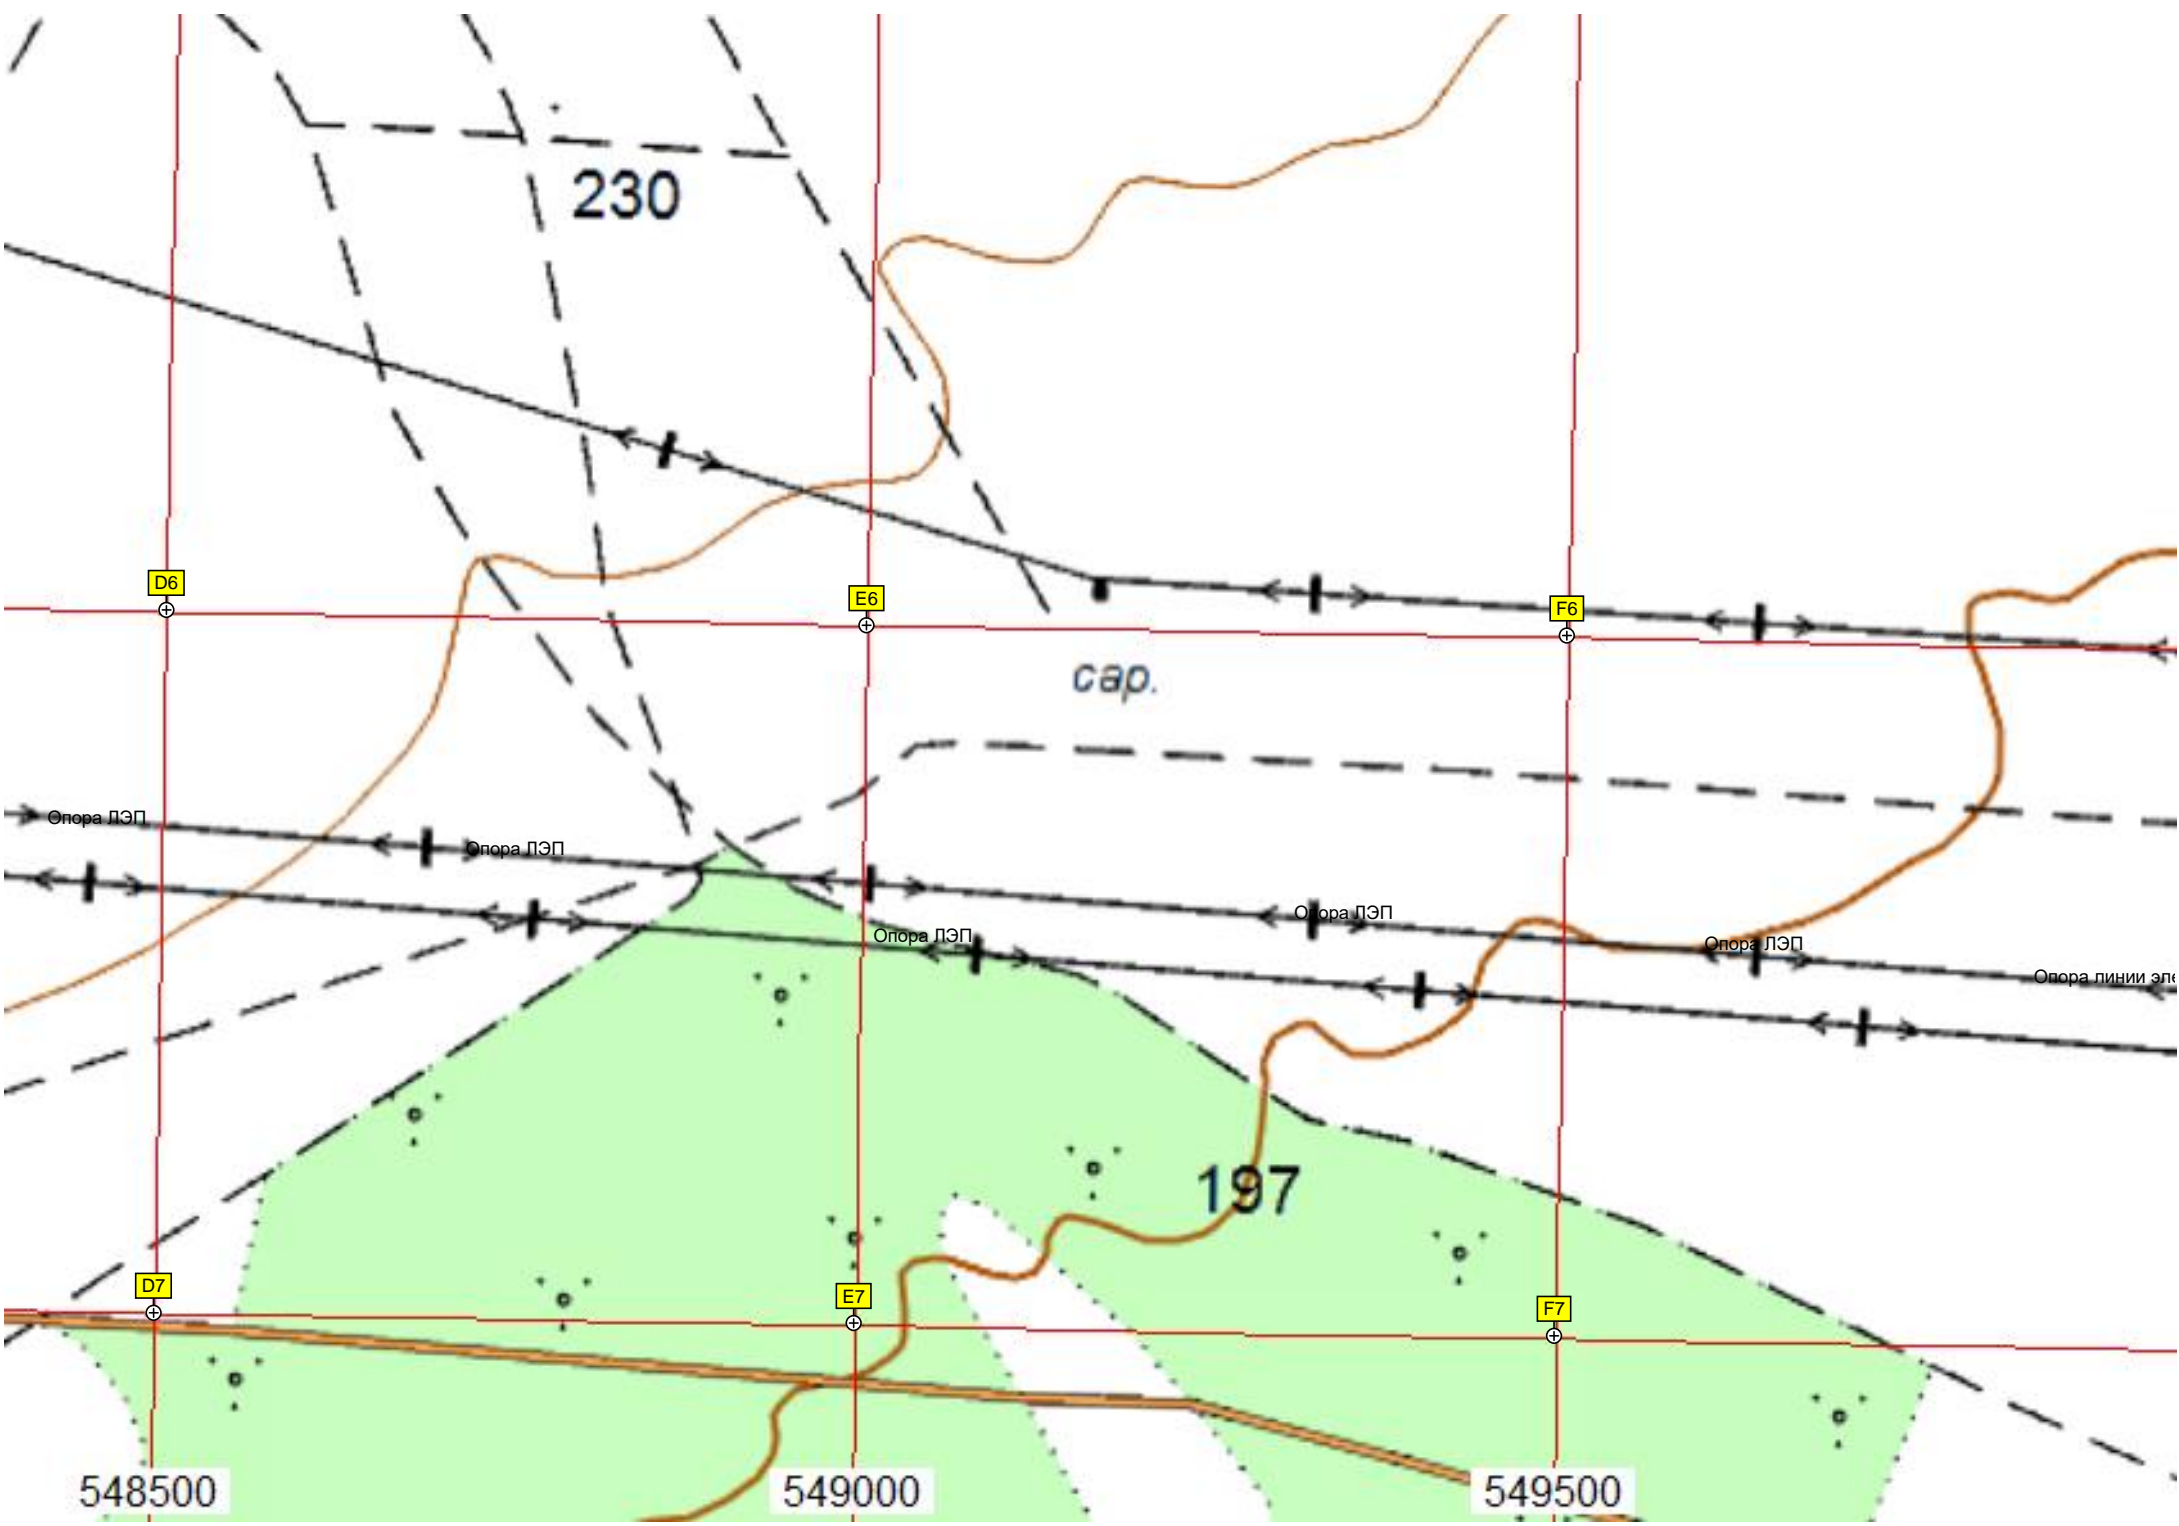 230
D6
E6
F6
сар.
Опора ЛЭП
Опора ЛЭП
Опора ЛЭП
Опора ЛЭП
Опора ЛЭП
Опора линии эле
197
D7
E7
F7
548500
549000
549500